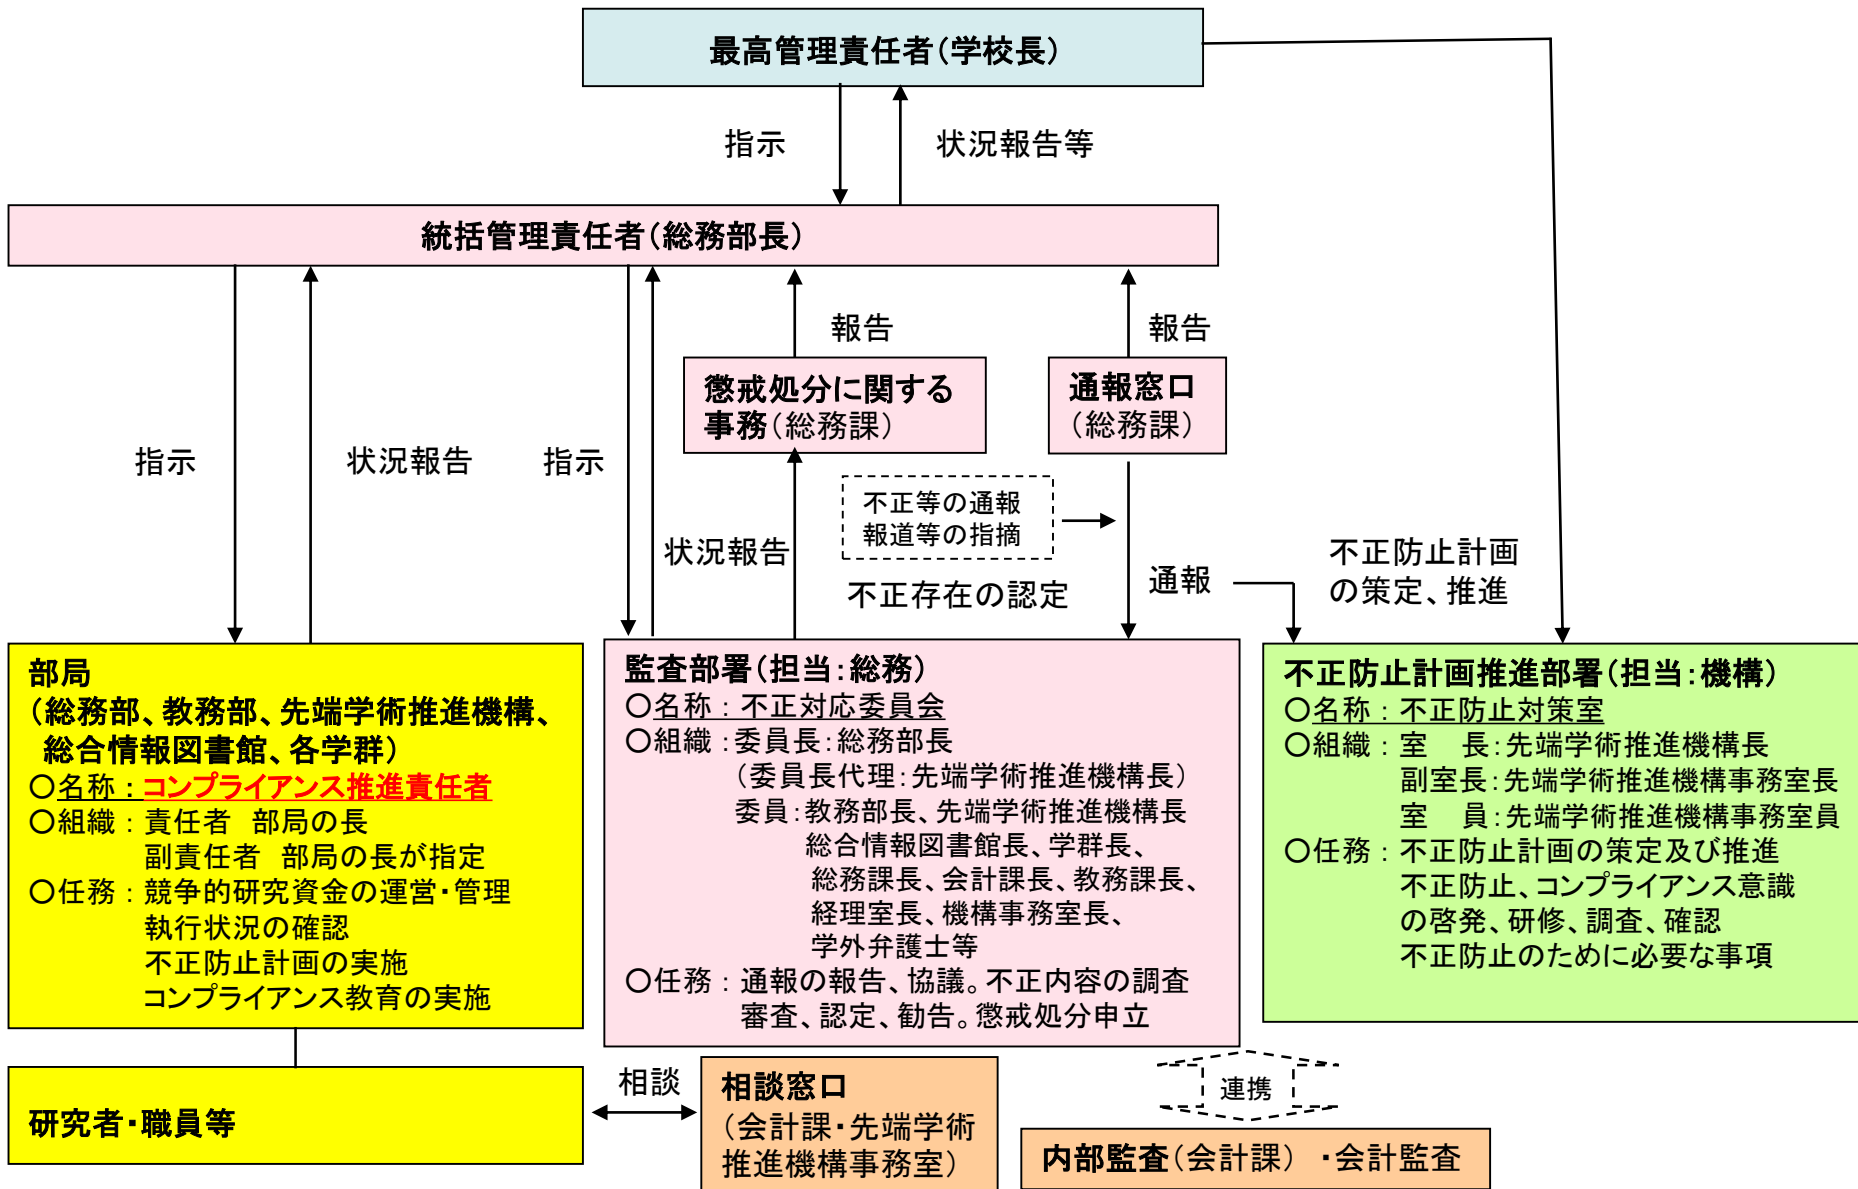 最高管理責任者（学校長）
指示
状況報告等
統括管理責任者（総務部長）
報告
報告
懲戒処分に関する
事務（総務課）
通報窓口
（総務課）
指示
状況報告
指示
不正等の通報
報道等の指摘
状況報告
不正存在の認定
通報
不正防止計画
の策定、推進
部局
（総務部、教務部、先端学術推進機構、
総合情報図書館、各学群）
〇名称：コンプライアンス推進責任者
〇組織：責任者　部局の長
副責任者　部局の長が指定
〇任務：競争的研究資金の運営・管理
執行状況の確認
不正防止計画の実施
コンプライアンス教育の実施
監査部署（担当：総務）
〇名称：不正対応委員会
〇組織：委員長：総務部長
（委員長代理：先端学術推進機構長）
委員：教務部長、先端学術推進機構長
総合情報図書館長、学群長、
総務課長、会計課長、教務課長、
経理室長、機構事務室長、
学外弁護士等
〇任務：通報の報告、協議。不正内容の調査
審査、認定、勧告。懲戒処分申立
不正防止計画推進部署（担当：機構）
〇名称：不正防止対策室
〇組織：室　長：先端学術推進機構長
副室長：先端学術推進機構事務室長
室　員：先端学術推進機構事務室員
〇任務：不正防止計画の策定及び推進
不正防止、コンプライアンス意識
の啓発、研修、調査、確認
不正防止のために必要な事項
研究者・職員等
相談
相談窓口
（会計課・先端学術
推進機構事務室）
連携
内部監査（会計課）・会計監査